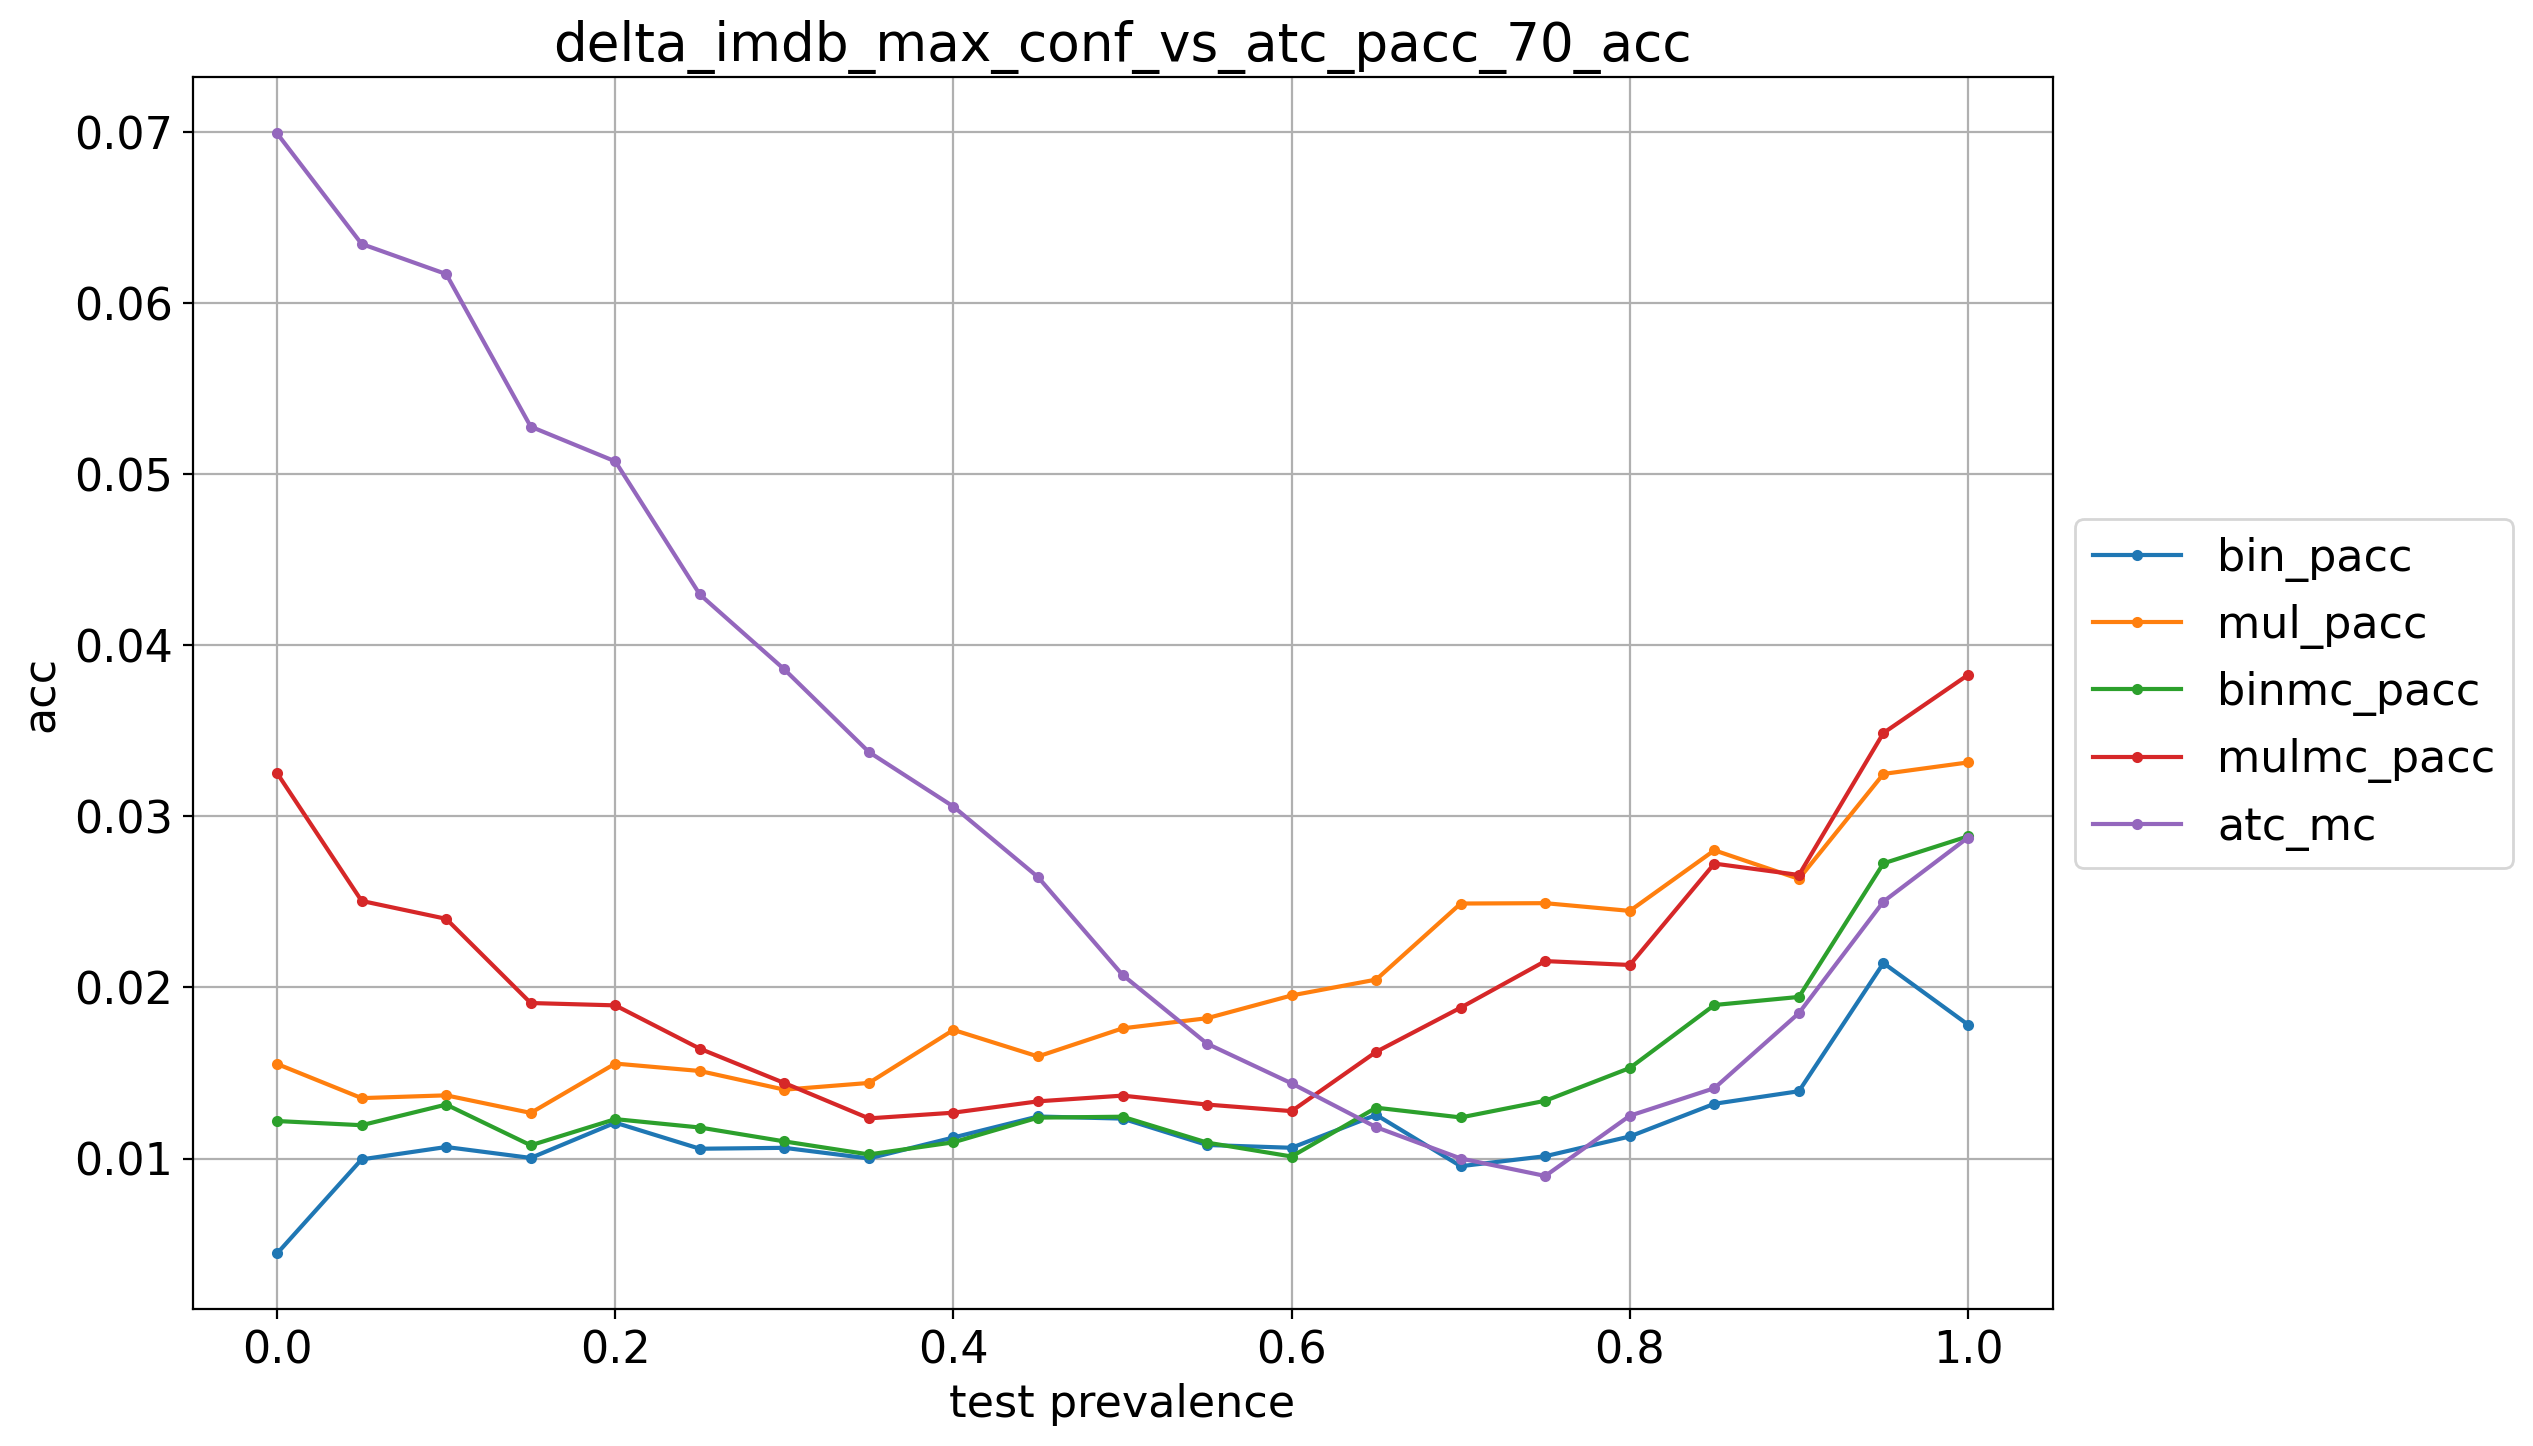 delta_imdb_max_conf_vs_atc_pacc_70_acc
0.07
0.06
0.05
0.04
0.03
0.02
0.01
acc
0.0 0.2 0.4 0.6 0.8 1.0
test prevalence
bin_pacc
mul_pacc
binmc_pacc
mulmc_pacc
atc_mc